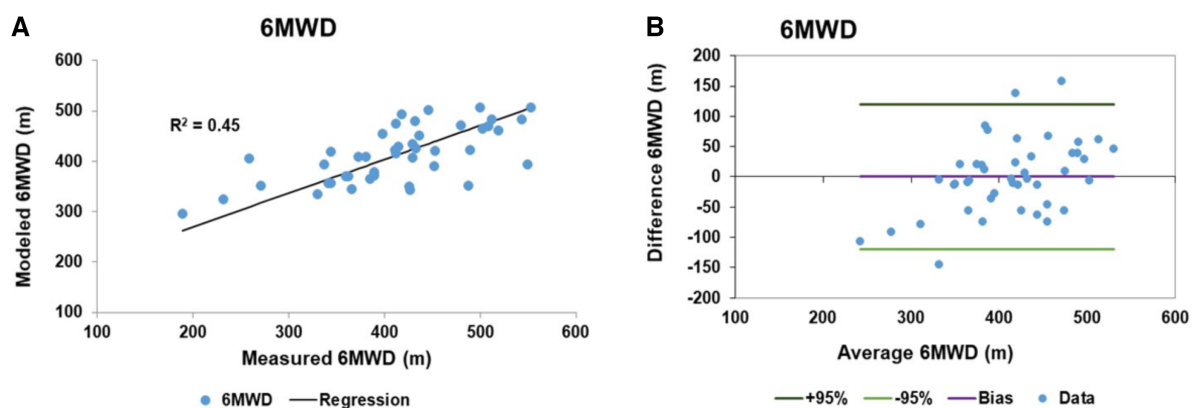 A
6MWD
600
500
400
300
200
100
Modeled 6MWD (m)
R² = 0.45
100 200 300 400 500 600
Measured 6MWD (m)
6MWD Regression
B
6MWD
200
150
100
50
0
-50
-100
-150
-200
Difference 6MWD (m)
100 200 300 400 500 600
Average 6MWD (m)
+95% -95% Bias Data